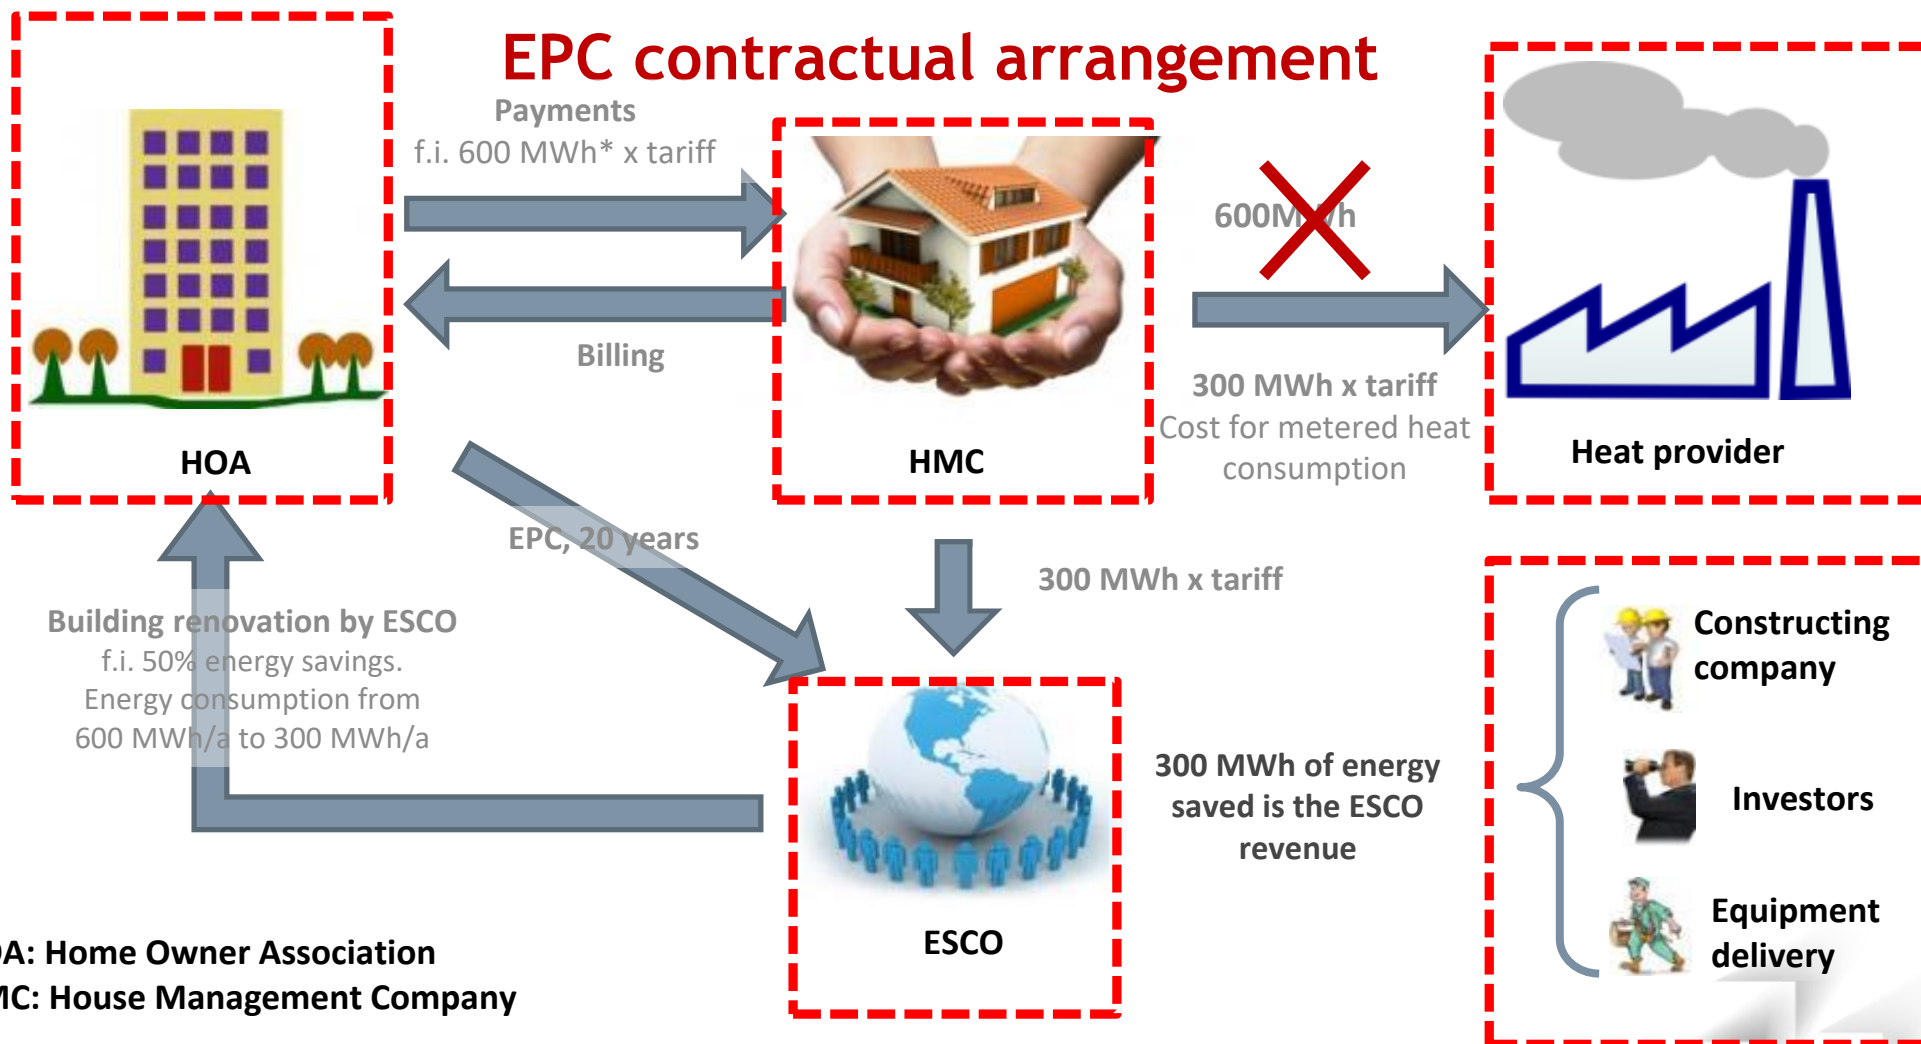 EPC contractual arrangement
Payments
f.i. 600 MWh* x tariff
600MWh
Billing
300 MWh x tariff
Cost for metered heat
consumption
HOA
HMC
Heat provider
EPC, 20 years
300 MWh x tariff
Building renovation by ESCO
f.i. 50% energy savings.
Energy consumption from
600 MWh/a to 300 MWh/a
300 MWh of energy
saved is the ESCO
revenue
ESCO
Constructing
company
Investors
Equipment
delivery
OA: Home Owner Association
MC: House Management Company